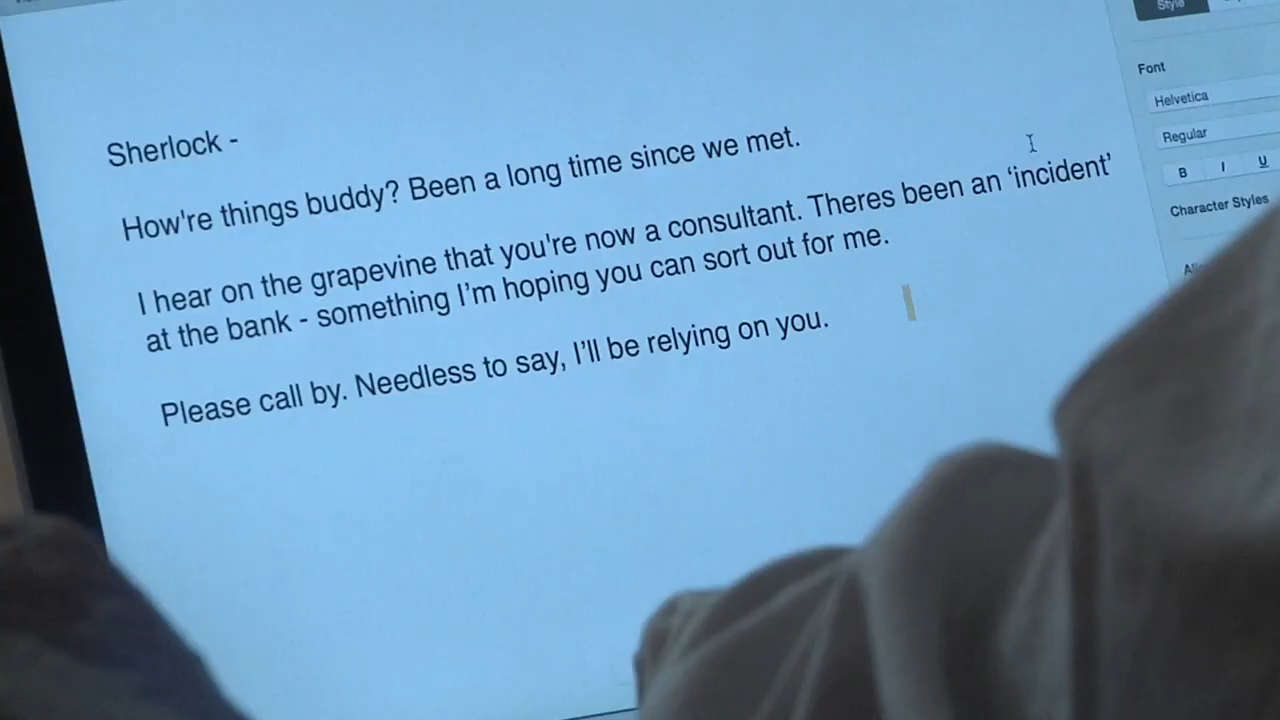 Style
Font
Helvetica
Regular
B I U
Character Styles
Sherlock -
How're things buddy? Been a long time since we met.
I hear on the grapevine that you're now a consultant. Theres been an ‘incident’
at the bank - something I’m hoping you can sort out for me.
Please call by. Needless to say, I’ll be relying on you.